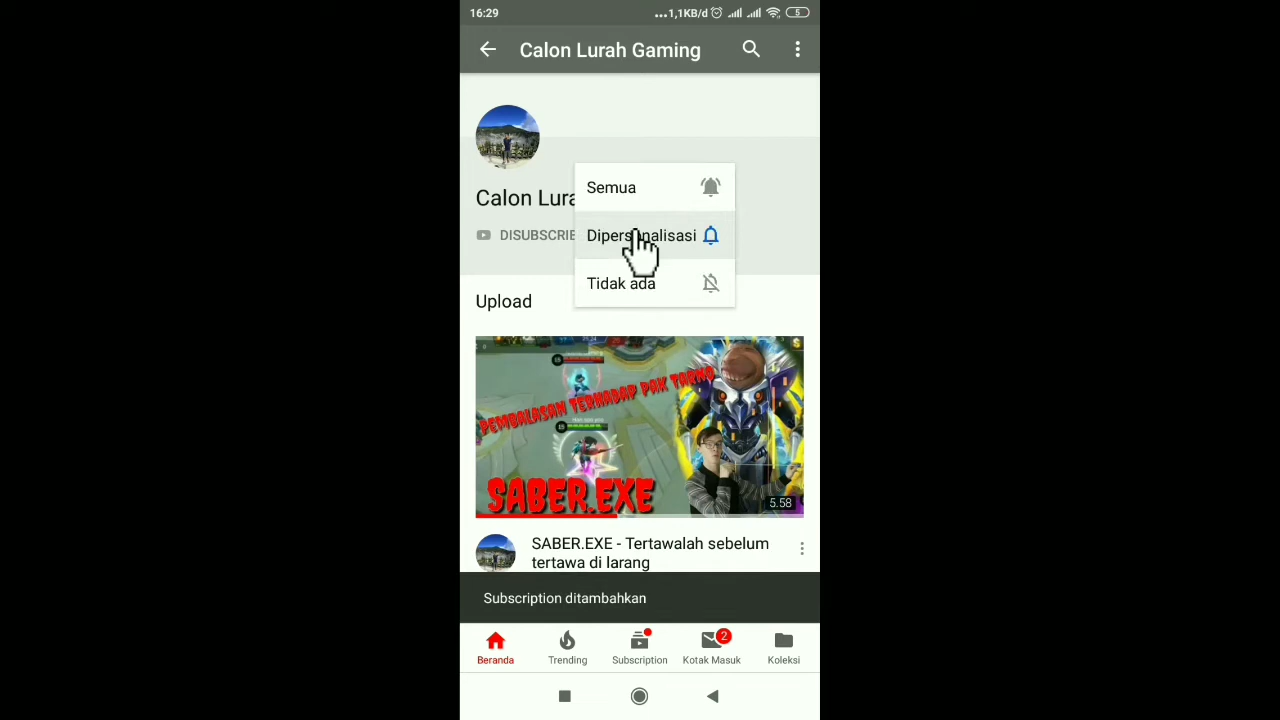 16:29
...1,1KB/d
5
Calon Lurah Gaming
Semua
Calon Lura
DISUBSCRIBE
Dipersonalisasi
Tidak ada
Upload
PEMBALASAN TERHADAP PAK TARNO
SABER.EXE
5.58
SABER.EXE - Tertawalah sebelum
tertawa di larang
Subscription ditambahkan
2
Beranda
Trending
Subscription
Kotak Masuk
Koleksi